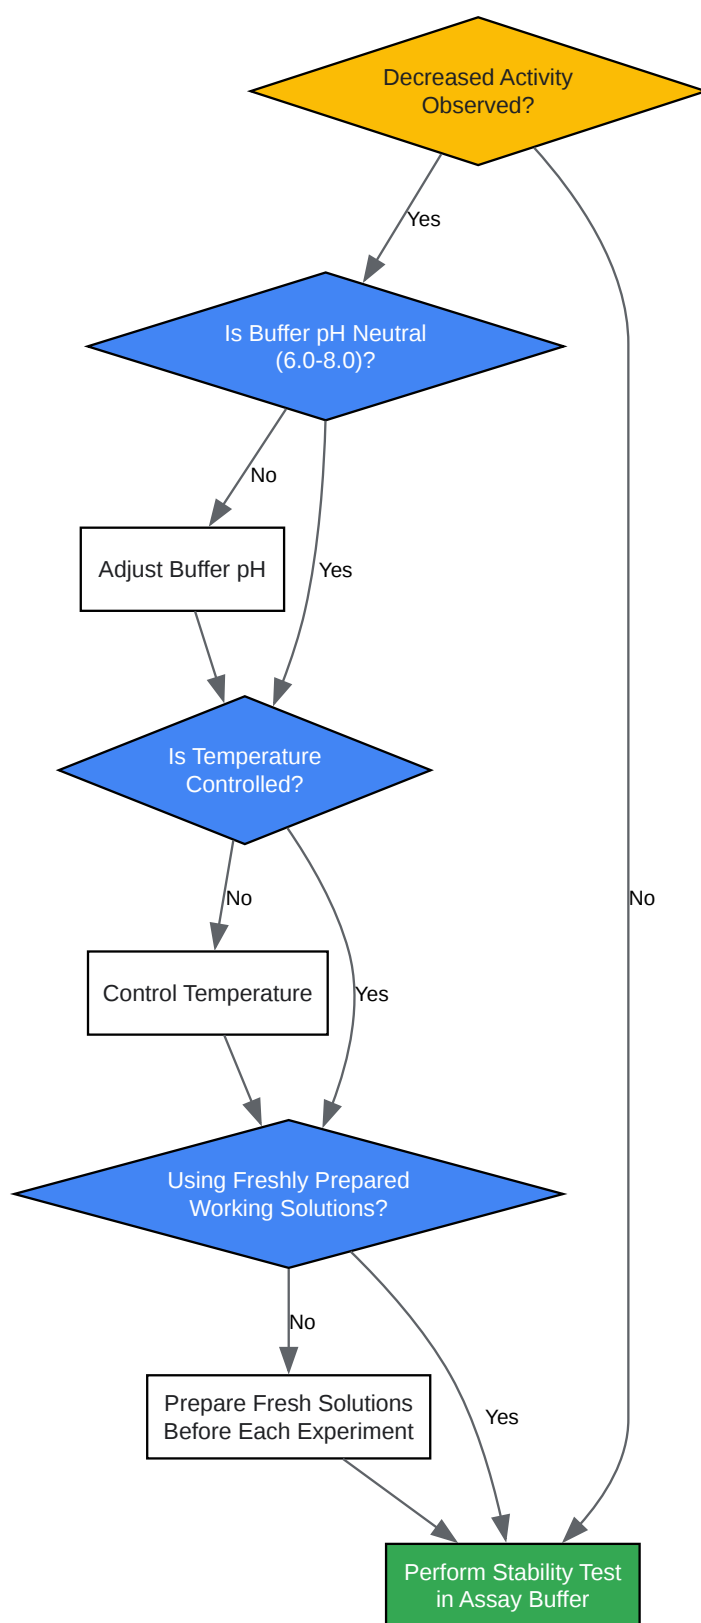 Decreased Activity
Observed?
Yes
Is Buffer pH Neutral
(6.0-8.0)?
No
Adjust Buffer pH
Yes
Is Temperature
Controlled?
No
No
Control Temperature
Yes
Using Freshly Prepared
Working Solutions?
No
Prepare Fresh Solutions
Before Each Experiment
Yes
Perform Stability Test
in Assay Buffer